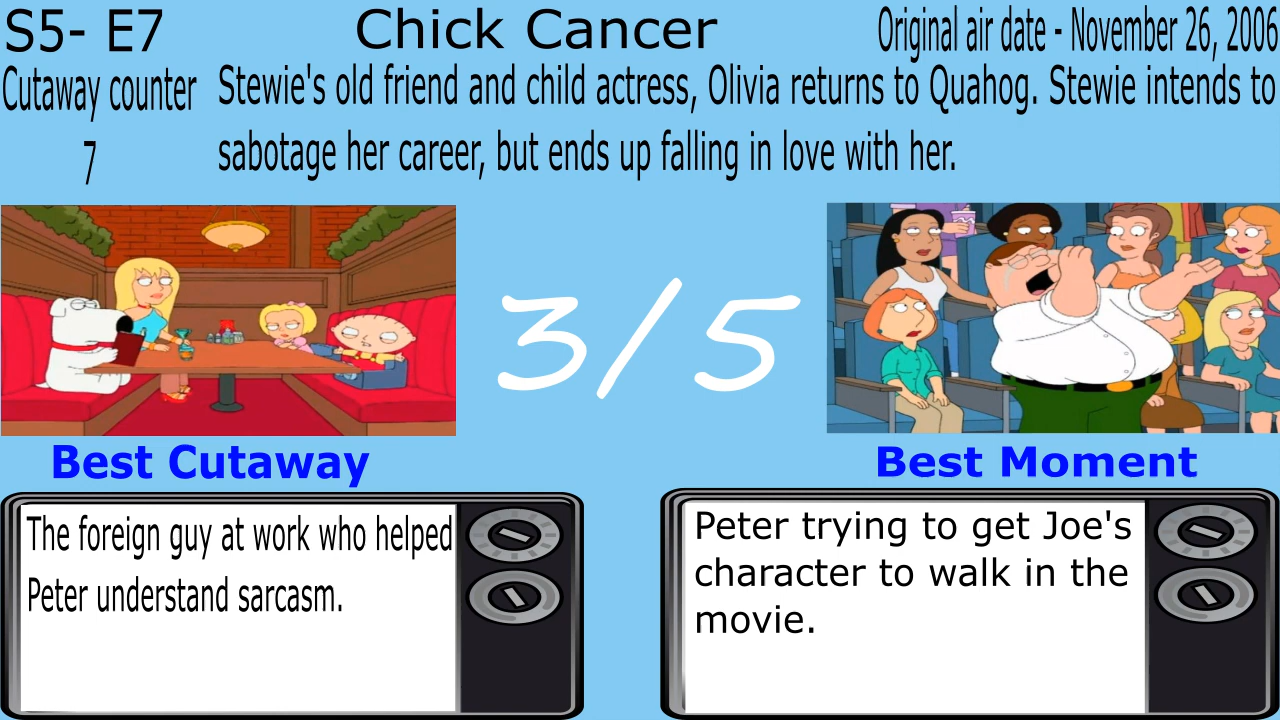 S5- E7
Chick Cancer
Original air date - November 26, 2006
Cutaway counter
7
Stewie's old friend and child actress, Olivia returns to Quahog. Stewie intends to
sabotage her career, but ends up falling in love with her.
3/5
Best Cutaway
Best Moment
The foreign guy at work who helped
Peter understand sarcasm.
Peter trying to get Joe's
character to walk in the
movie.